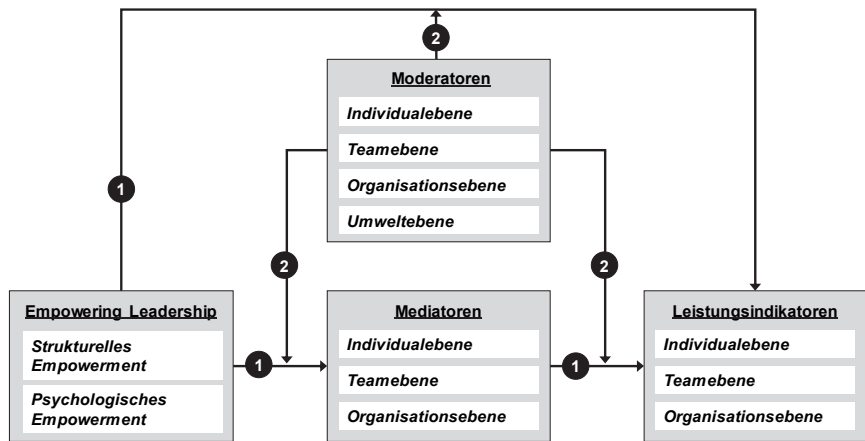 2
Moderatoren
Individualebene
Teamebene
Organisationsebene
Umweltebene
1
2
2
Empowering Leadership
Strukturelles
Empowerment
Psychologisches
Empowerment
1
Mediatoren
Individualebene
Teamebene
Organisationsebene
1
Leistungsindikatoren
Individualebene
Teamebene
Organisationsebene